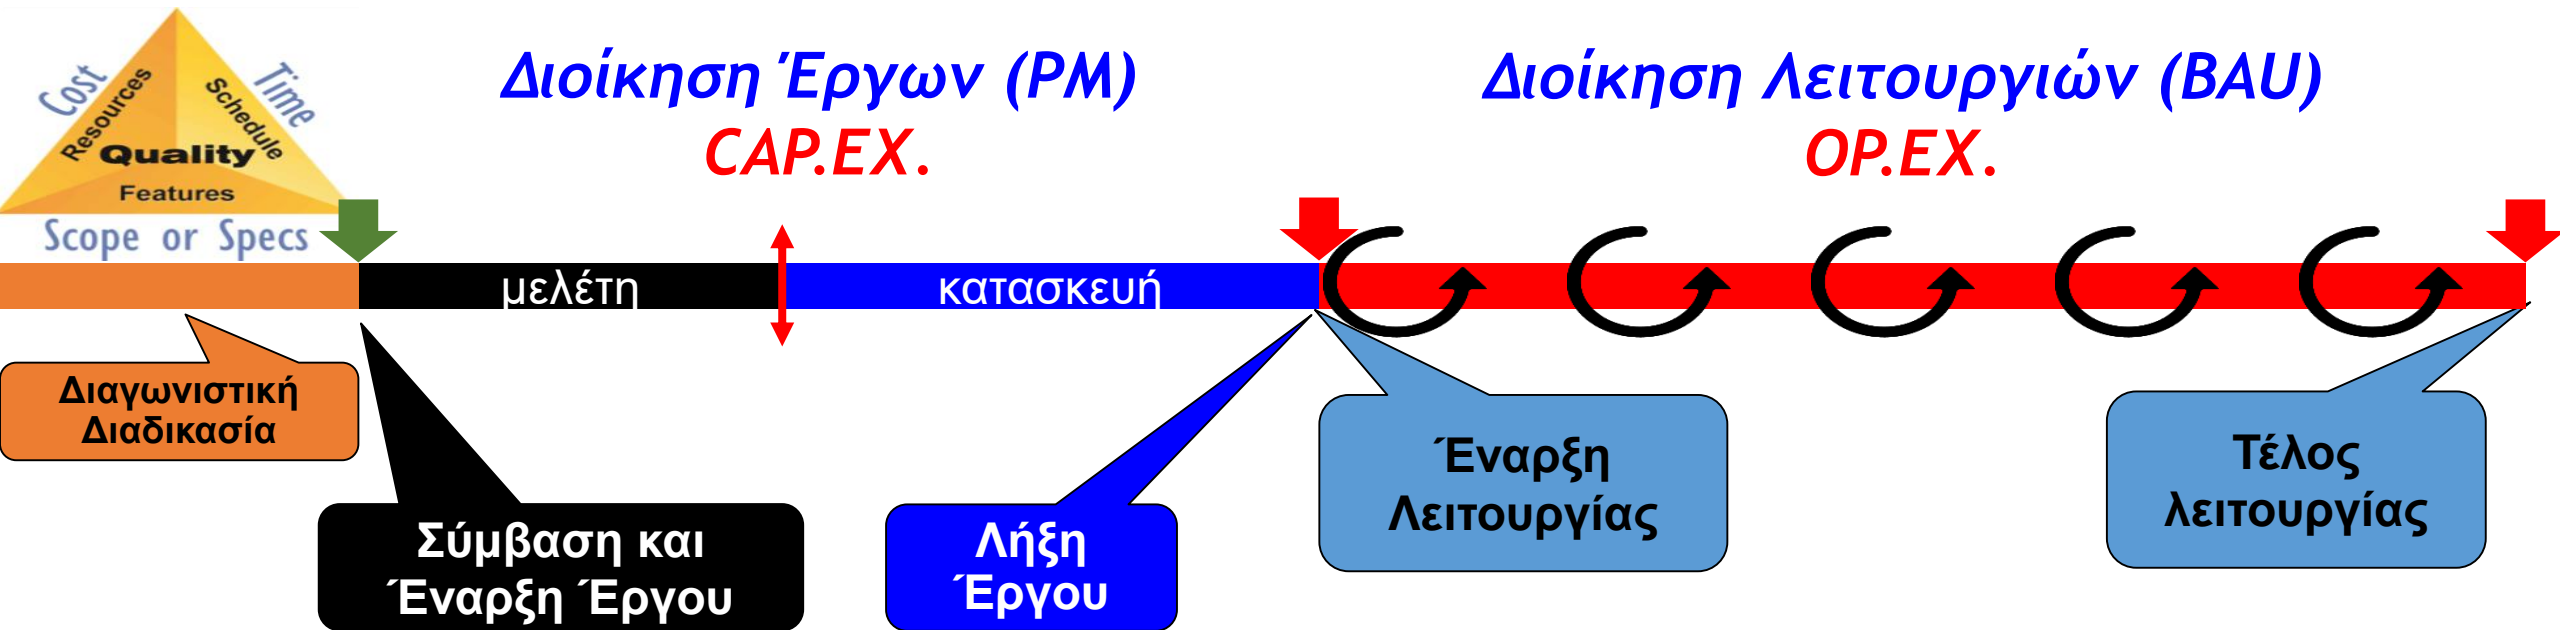 Cost
Time
Resources
Schedule
Quality
Features
Scope or Specs
Διοίκηση Έργων (PM)
CAP.EX.
Διοίκηση Λειτουργιών (BAU)
OP.EX.
μελέτη
κατασκευή
Διαγωνιστική
Διαδικασία
Σύμβαση και
Έναρξη Έργου
Λήξη
Έργου
Έναρξη
Λειτουργίας
Τέλος
λειτουργίας